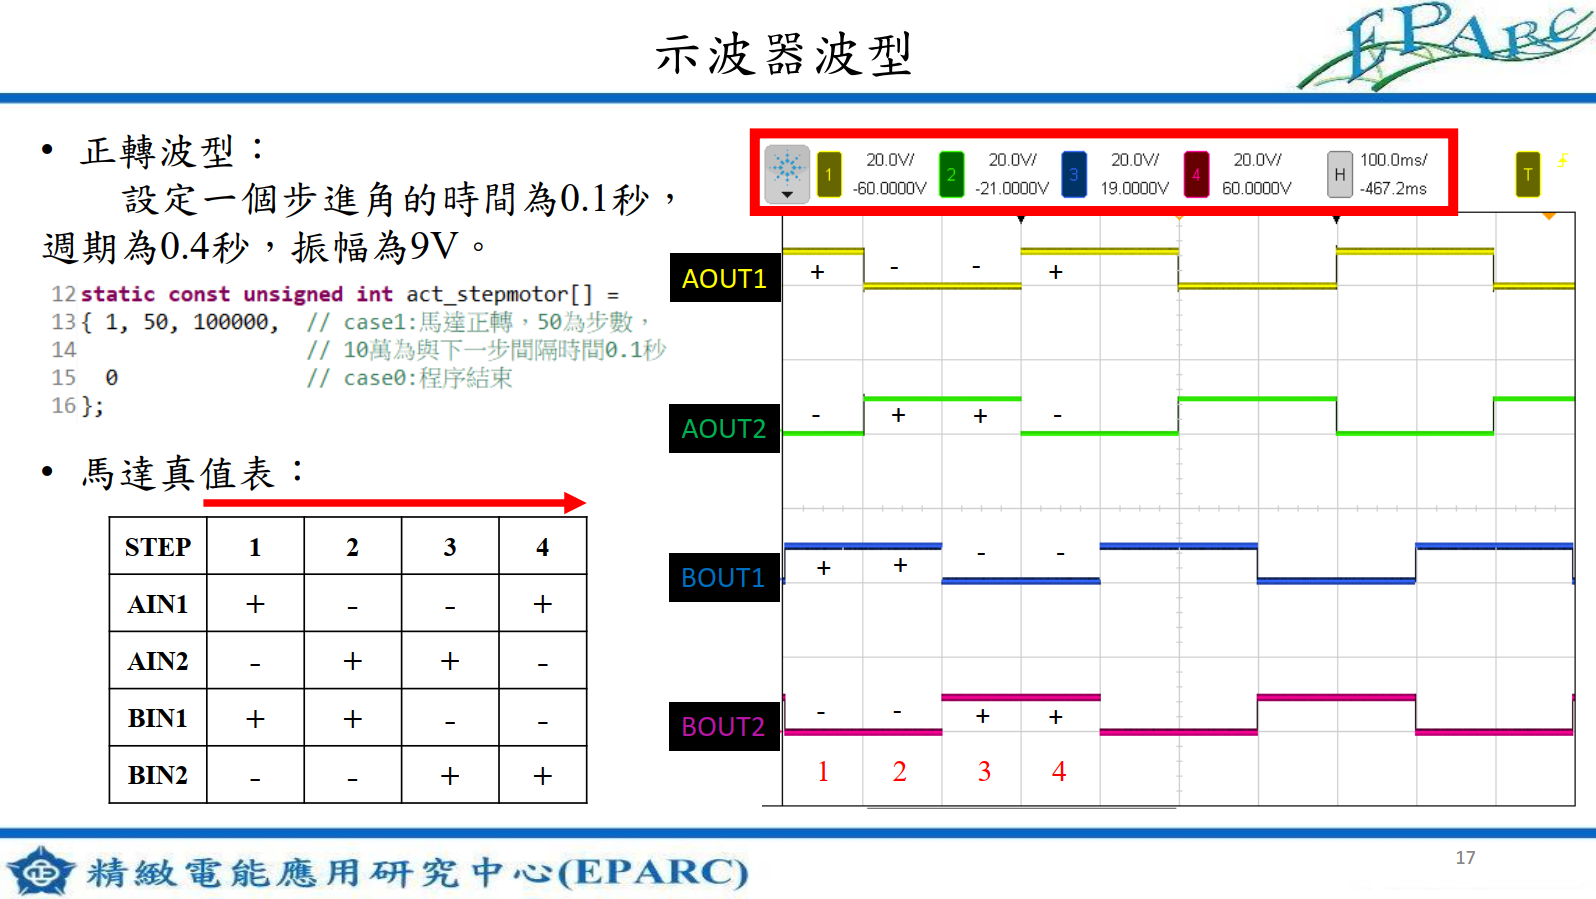 示波器波型
EPARC
• 正轉波型：
設定一個步進角的時間為0.1秒，
週期為0.4秒，振幅為9V。
12 static const unsigned int act_stepmotor[] =
13 { 1, 50, 100000,  // case1:馬達正轉，50為步數，
14                   // 10萬為與下一步間隔時間0.1秒
15   0               // case0:程序結束
16 };
• 馬達真值表：
STEP 1 2 3 4
AIN1 + - - +
AIN2 - + + -
BIN1 + + - -
BIN2 - - + +
1 20.0V/ 2 20.0V/ 3 20.0V/ 4 20.0V/ H 100.0ms/ T
-60.0000V -21.0000V 19.0000V 60.0000V -467.2ms
AOUT1 + - - +
AOUT2 - + + -
BOUT1 + + - -
BOUT2 - - + +
1 2 3 4
精緻電能應用研究中心(EPARC)
17